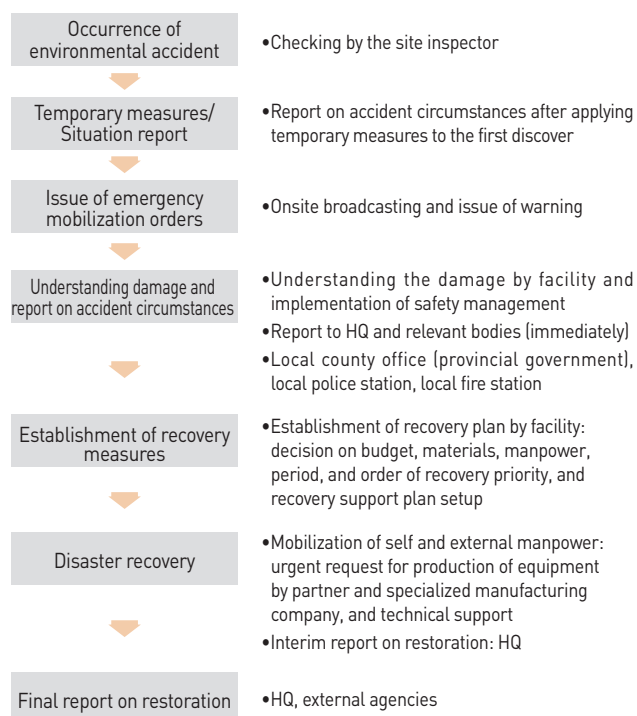 Occurrence of
environmental accident
•Checking by the site inspector
Temporary measures/
Situation report
•Report on accident circumstances after applying
temporary measures to the first discover
Issue of emergency
mobilization orders
•Onsite broadcasting and issue of warning
Understanding damage and
report on accident circumstances
•Understanding the damage by facility and
implementation of safety management
•Report to HQ and relevant bodies (immediately)
•Local county office (provincial government),
local police station, local fire station
Establishment of recovery
measures
•Establishment of recovery plan by facility:
decision on budget, materials, manpower,
period, and order of recovery priority, and
recovery support plan setup
Disaster recovery
•Mobilization of self and external manpower:
urgent request for production of equipment
by partner and specialized manufacturing
company, and technical support
•Interim report on restoration: HQ
Final report on restoration
•HQ, external agencies